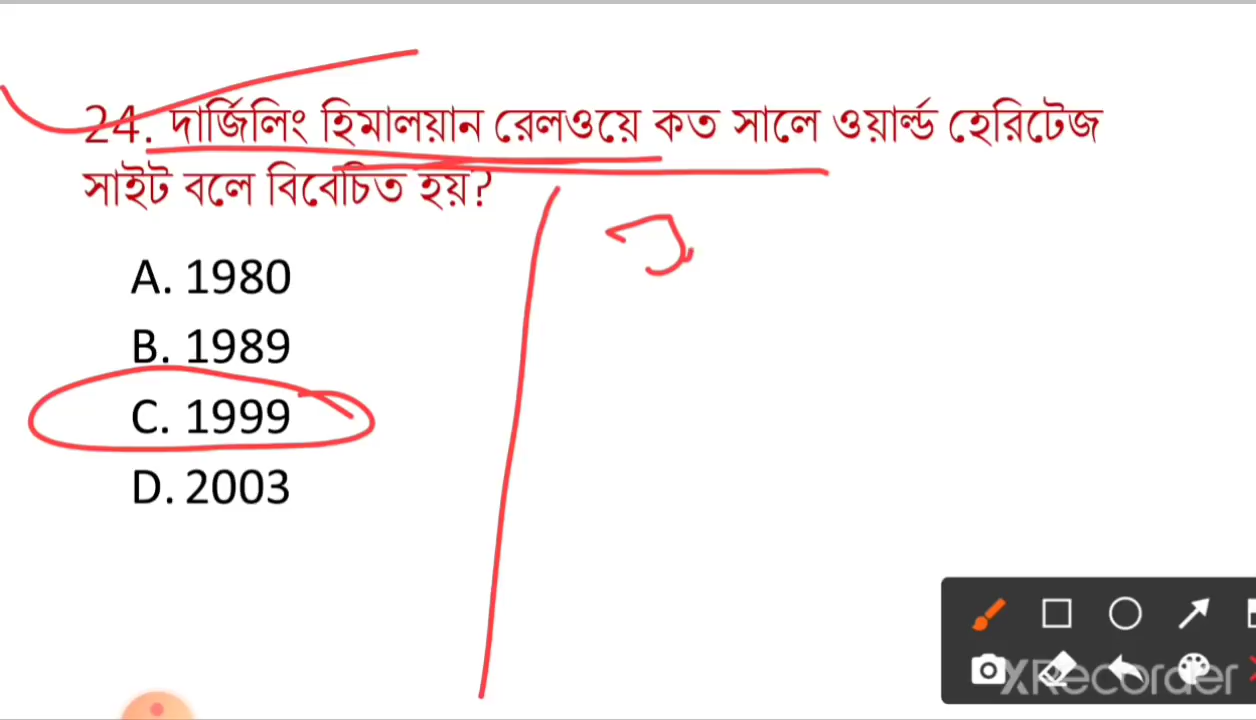 24. দার্জিলিং হিমালয়ান রেলওয়ে কত সালে ওয়ার্ল্ড হেরিটেজ
সাইট বলে বিবেচিত হয়?
A. 1980
B. 1989
C. 1999
D. 2003
XRecorder